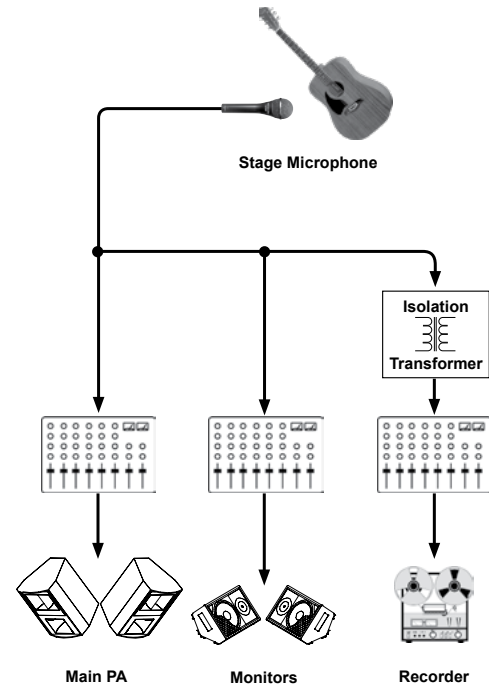 Stage Microphone
Isolation
Transformer
Main PA
Monitors
Recorder